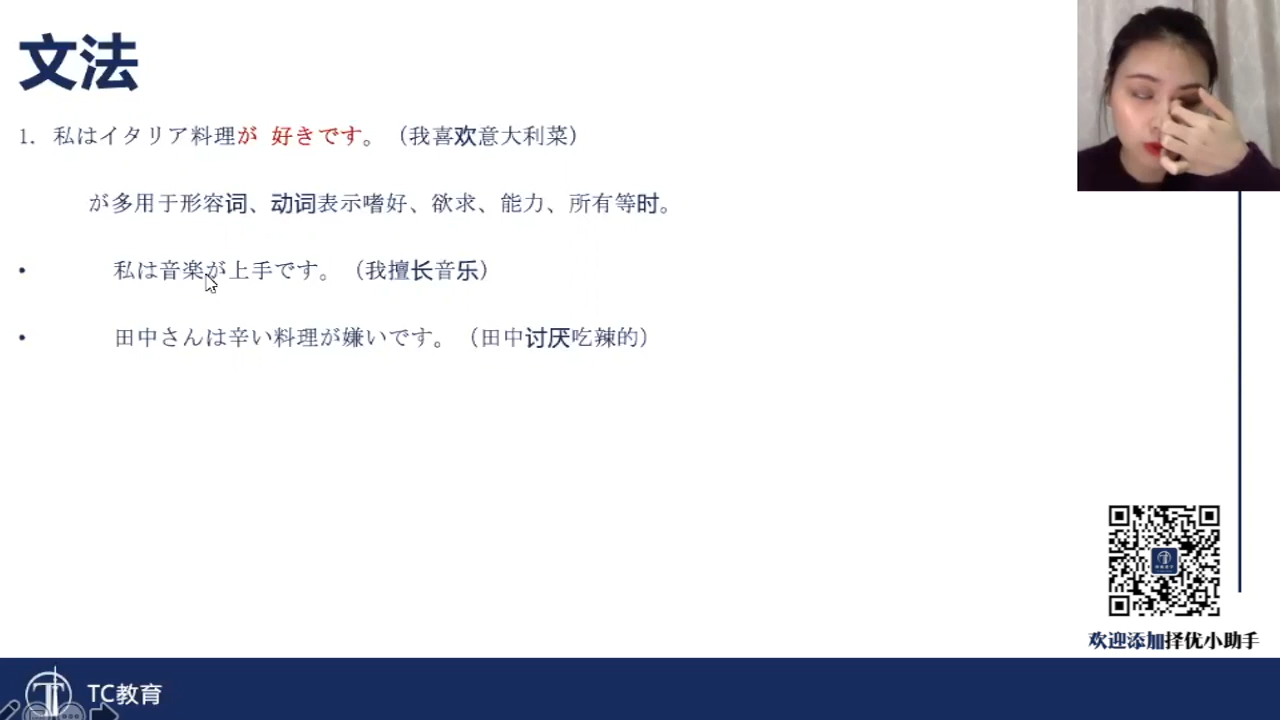 文法
1. 私はイタリア料理が 好きです。（我喜欢意大利菜）
が多用于形容词、动词表示嗜好、欲求、能力、所有等时。
• 私は音楽が上手です。（我擅长音乐）
• 田中さんは辛い料理が嫌いです。（田中讨厌吃辣的）
欢迎添加择优小助手
TC教育